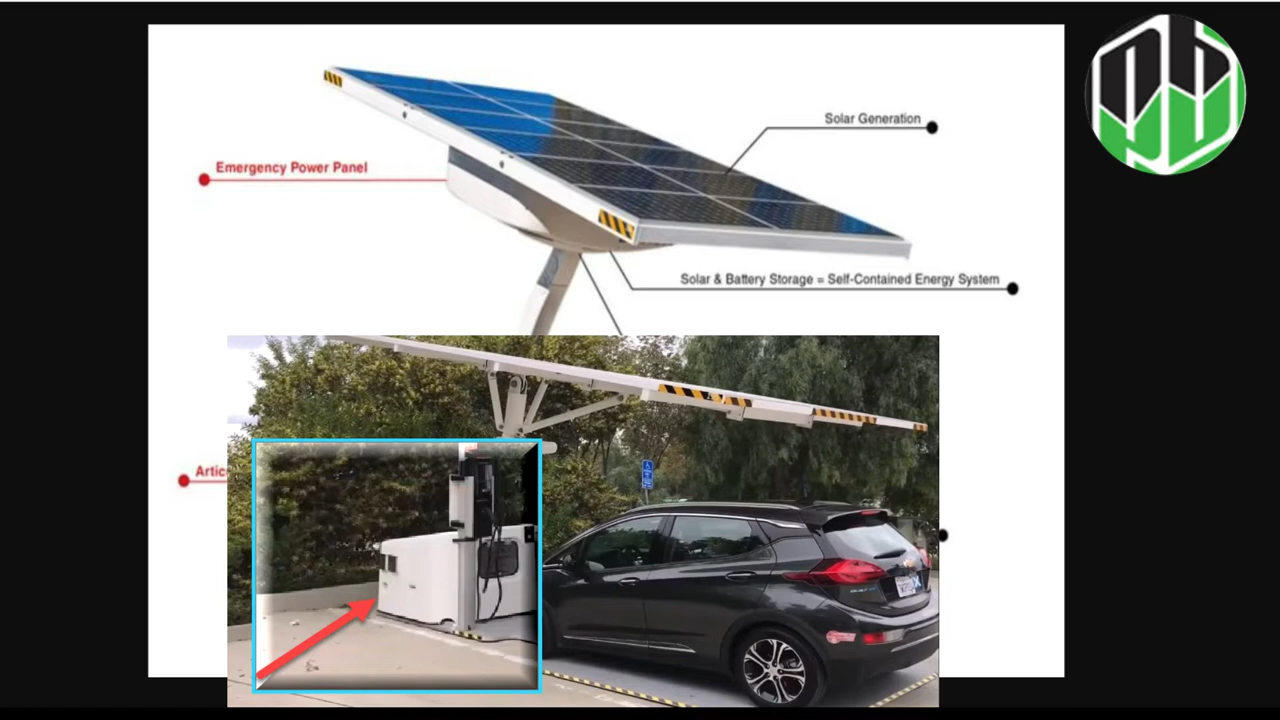 Solar Generation
Emergency Power Panel
Solar & Battery Storage = Self-Contained Energy System
Artic